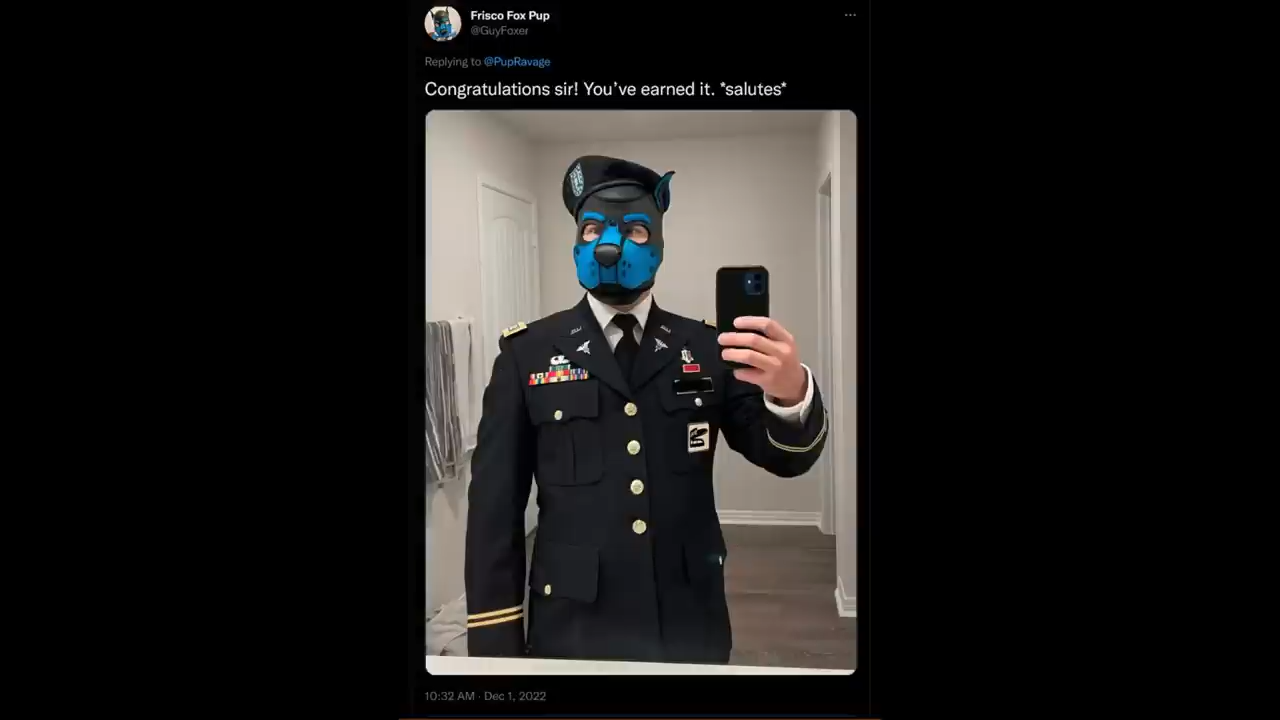 Frisco Fox Pup
@GuyFoxer
Replying to @PupRavage
Congratulations sir! You've earned it. *salutes*
10:32 AM · Dec 1, 2022